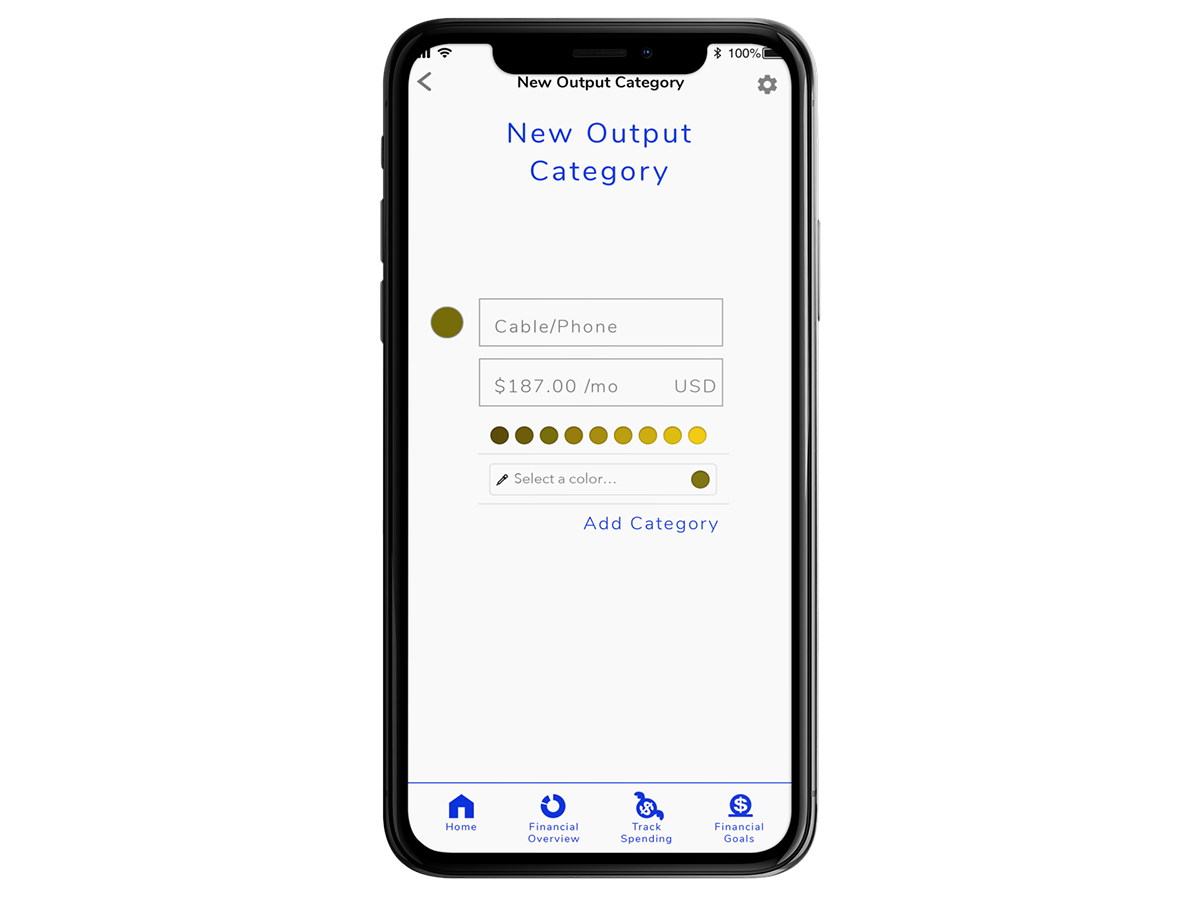 100%
New Output Category
New Output
Category
Cable/Phone
$187.00 /mo USD
Select a color...
Add Category
Home
Financial
Overview
Track
Spending
Financial
Goals